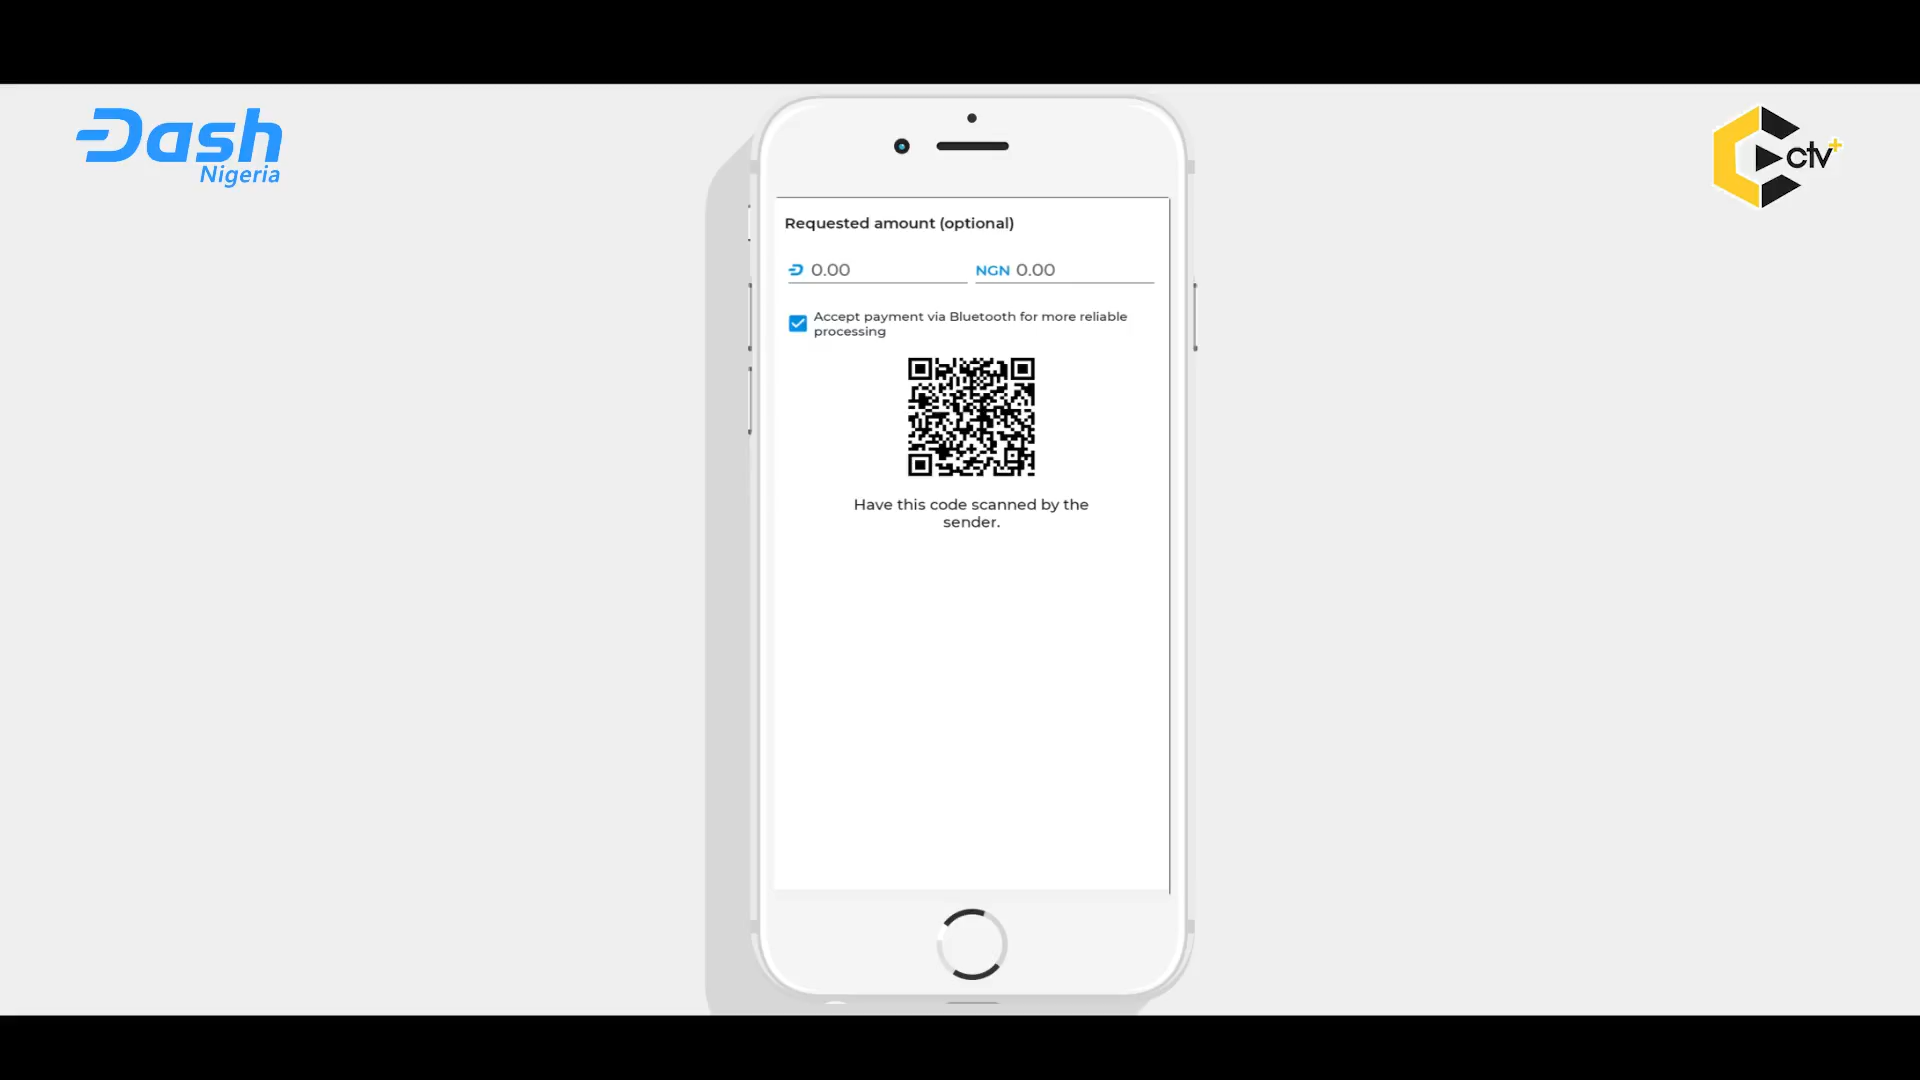 Dash
Nigeria
ctv+
Requested amount (optional)
0.00
NGN 0.00
Accept payment via Bluetooth for more reliable
processing
Have this code scanned by the
sender.